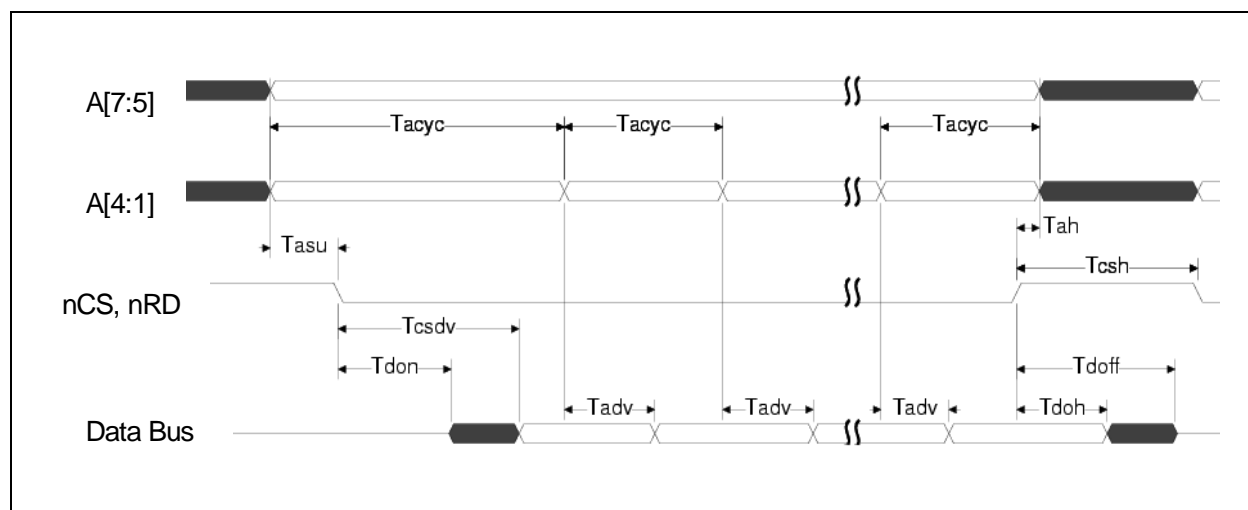 A[7:5]
Tacyc Tacyc Tacyc
A[4:1]
Tah
Tasu
Tcsh
nCS, nRD
Tcsdv
Tdon Tdoff
Tadv Tadv Tadv Tdoh
Data Bus